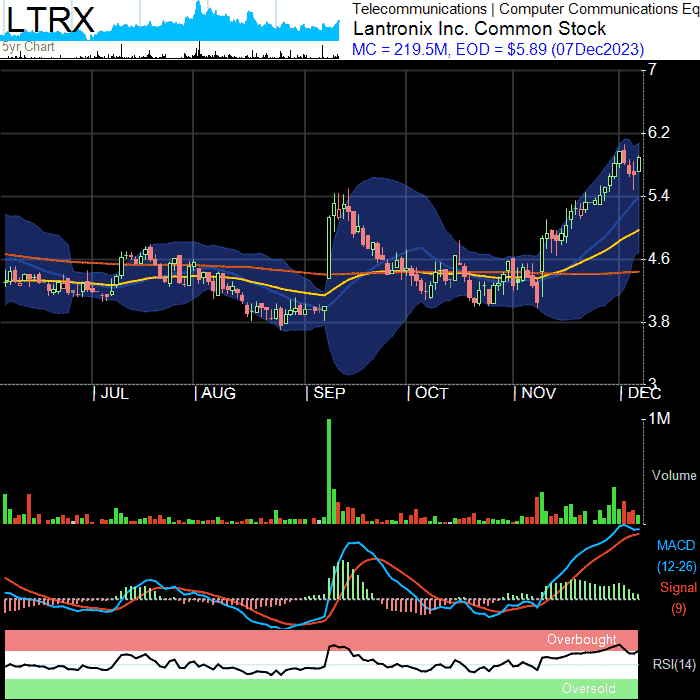 LTRX
5yr Chart
Telecommunications | Computer Communications Eq
Lantronix Inc. Common Stock
MC = 219.5M, EOD = $5.89 (07Dec2023)
7
6.2
5.4
4.6
3.8
3
JUL
AUG
SEP
OCT
NOV
DEC
1M
Volume
MACD
(12-26)
Signal
(9)
Overbought
RSI(14)
Oversold